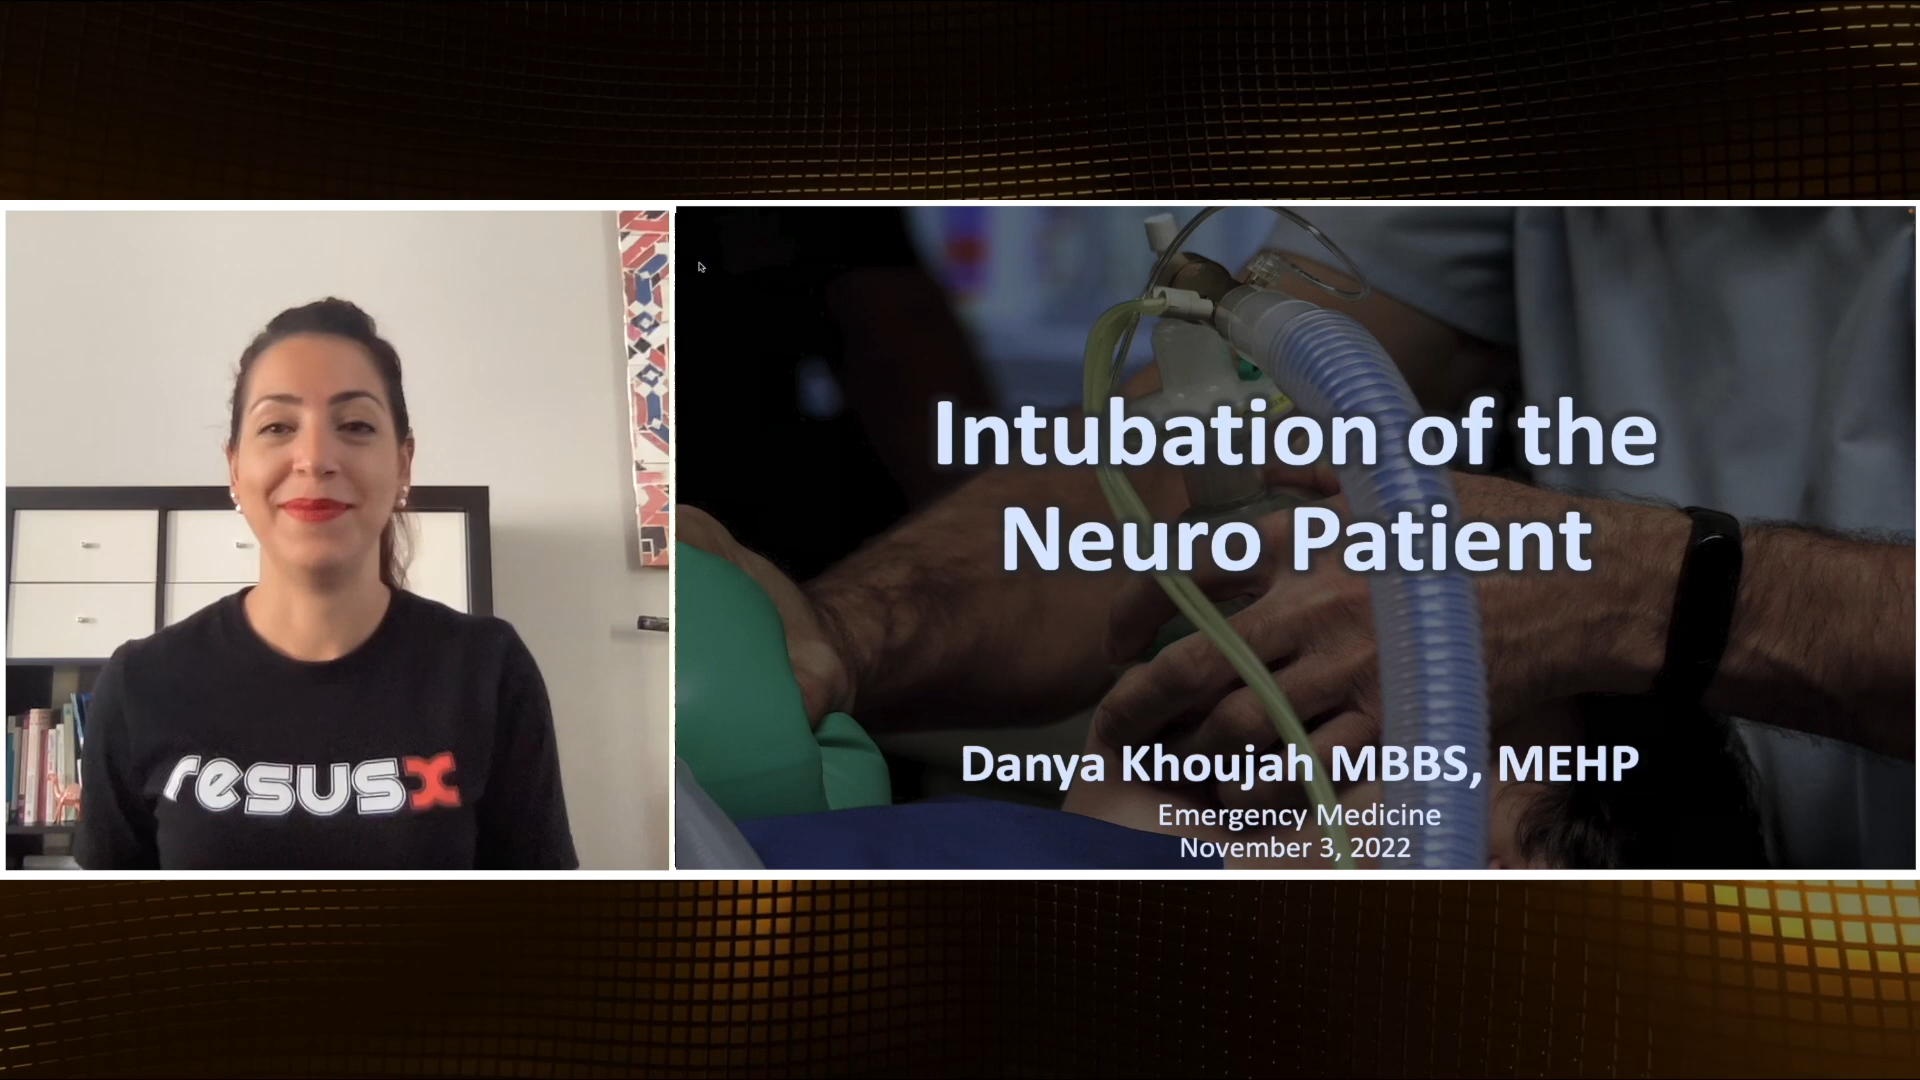 resusx
Intubation of the
Neuro Patient
Danya Khoujah MBBS, MEHP
Emergency Medicine
November 3, 2022